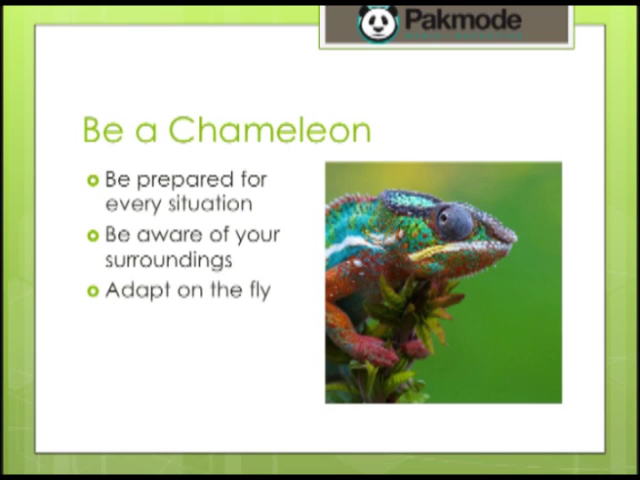 Pakmode
Be a Chameleon
Be prepared for
every situation
Be aware of your
surroundings
Adapt on the fly